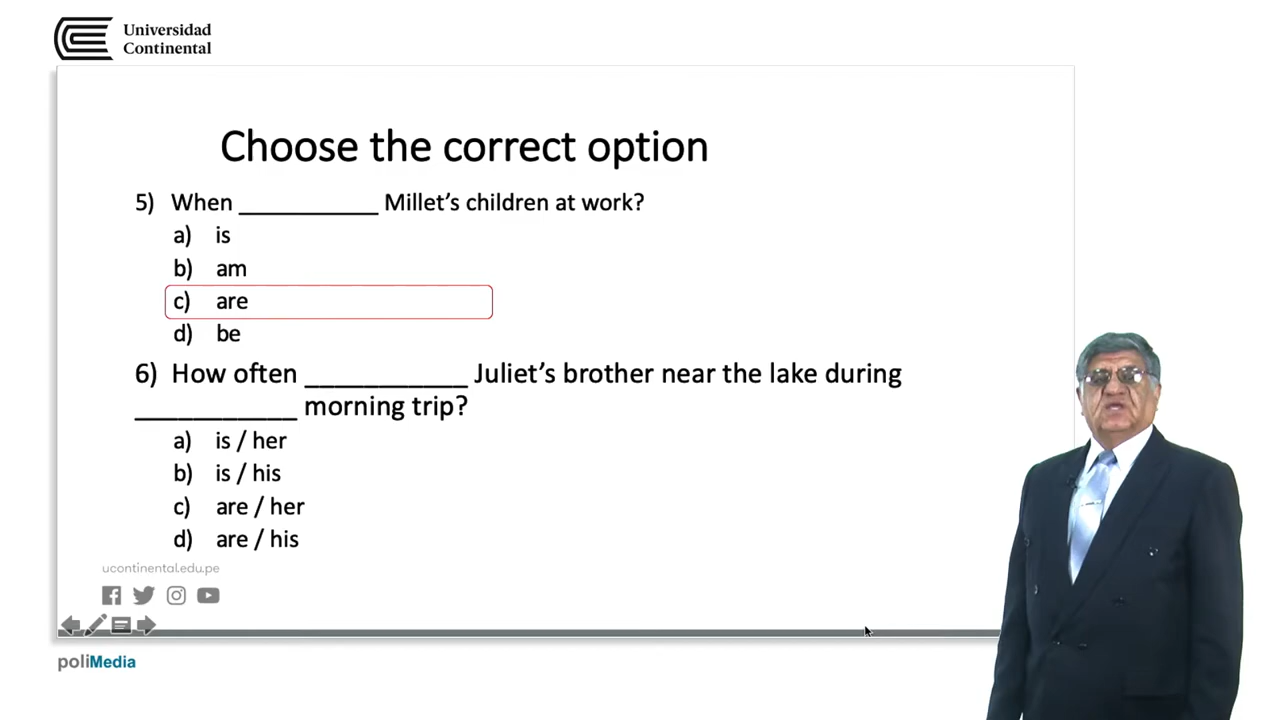 Universidad
Continental
Choose the correct option
5) When ___________ Millet's children at work?
a) is
b) am
c) are
d) be
6) How often ___________ Juliet's brother near the lake during
___________ morning trip?
a) is / her
b) is / his
c) are / her
d) are / his
ucontinental.edu.pe
poliMedia